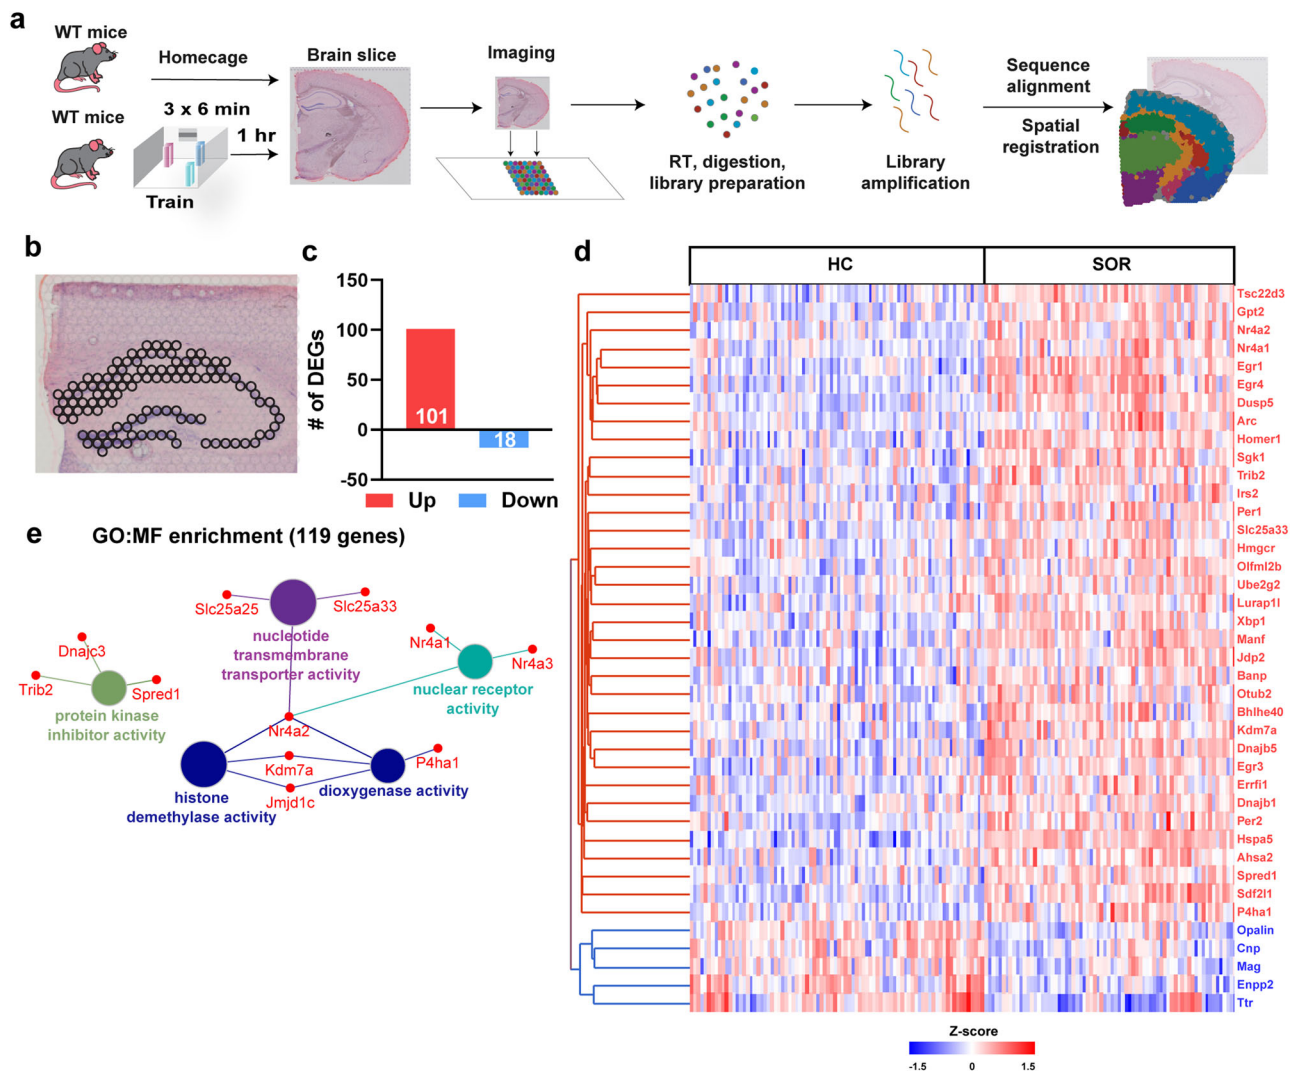 a
WT mice
Homecage
Brain slice
Imaging
WT mice
3 x 6 min
1 hr
Train
RT, digestion,
library preparation
Library
amplification
Sequence
alignment
Spatial
registration
b
c
# of DEGs
150
100
50
0
-50
101
18
Up
Down
d
HC
SOR
Tsc22d3
Gpt2
Nr4a2
Nr4a1
Egr1
Egr4
Dusp5
Arc
Homer1
Sgk1
Trib2
Irs2
Per1
Slc25a33
Hmgcr
Olfml2b
Ube2g2
Lurap1l
Xbp1
Manf
Jdp2
Banp
Otub2
Bhlhe40
Kdm7a
Dnajb5
Egr3
Errfi1
Dnajb1
Per2
Hspa5
Ahsa2
Spred1
Sdf2l1
P4ha1
Opalin
Cnp
Mag
Enpp2
Ttr
Z-score
-1.5
0
1.5
e
GO:MF enrichment (119 genes)
Slc25a25
Slc25a33
nucleotide
transmembrane
transporter activity
Dnajc3
Trib2
Spred1
protein kinase
inhibitor activity
Nr4a1
Nr4a3
nuclear receptor
activity
Nr4a2
Kdm7a
Jmjd1c
P4ha1
histone
demethylase activity
dioxygenase activity